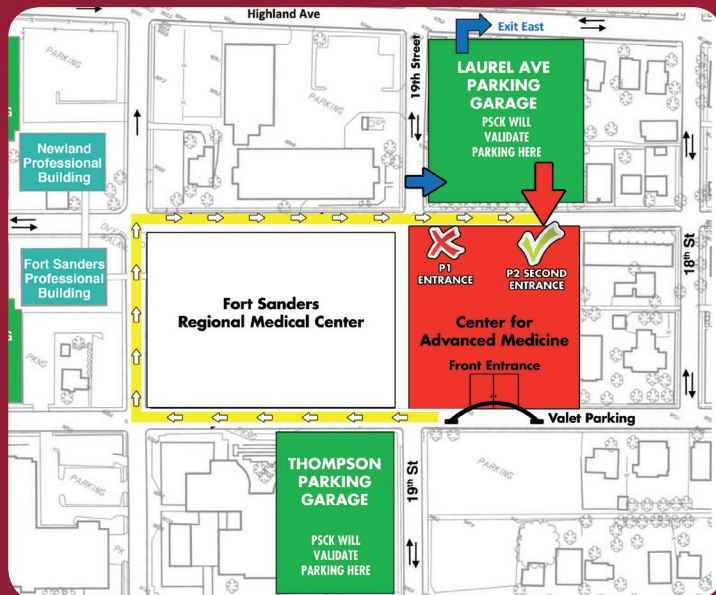 Highland Ave
Exit East
19th Street
PARKING
PARKING
LAUREL AVE
PARKING
GARAGE
PSCK WILL
VALIDATE
PARKING HERE
Newland
Professional
Building
Fort Sanders
Professional
Building
P1
ENTRANCE
P2 SECOND
ENTRANCE
18th St
Fort Sanders
Regional Medical Center
Center for
Advanced Medicine
Front Entrance
PKNG
Valet Parking
THOMPSON
PARKING
GARAGE
PSCK WILL
VALIDATE
PARKING HERE
19th St
PARKING
PARKING